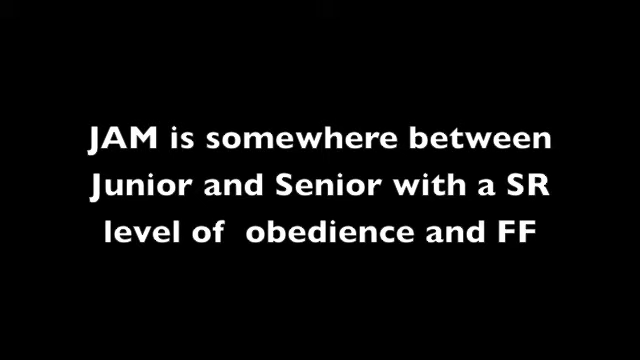 JAM is somewhere between
Junior and Senior with a SR
level of  obedience and FF